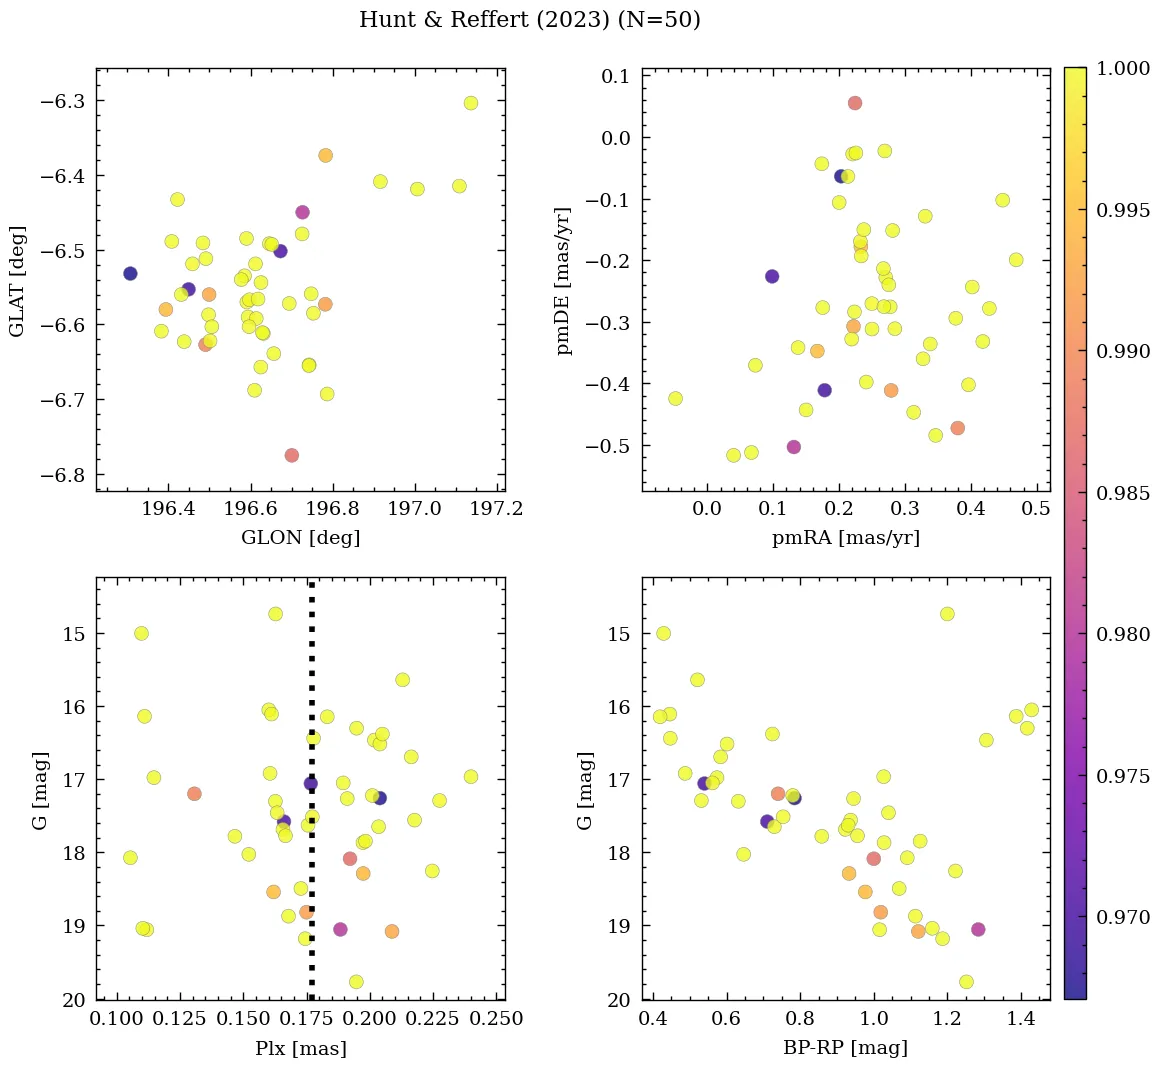 Hunt & Reffert (2023) (N=50)
−6.3
−6.4
−6.5
−6.6
−6.7
−6.8
GLAT [deg]
196.4 196.6 196.8 197.0 197.2
GLON [deg]
0.1
0.0
−0.1
−0.2
−0.3
−0.4
−0.5
pmDE [mas/yr]
0.0 0.1 0.2 0.3 0.4 0.5
pmRA [mas/yr]
15
16
17
18
19
20
G [mag]
0.100 0.125 0.150 0.175 0.200 0.225 0.250
Plx [mas]
15
16
17
18
19
20
G [mag]
0.4 0.6 0.8 1.0 1.2 1.4
BP-RP [mag]
1.000
0.995
0.990
0.985
0.980
0.975
0.970